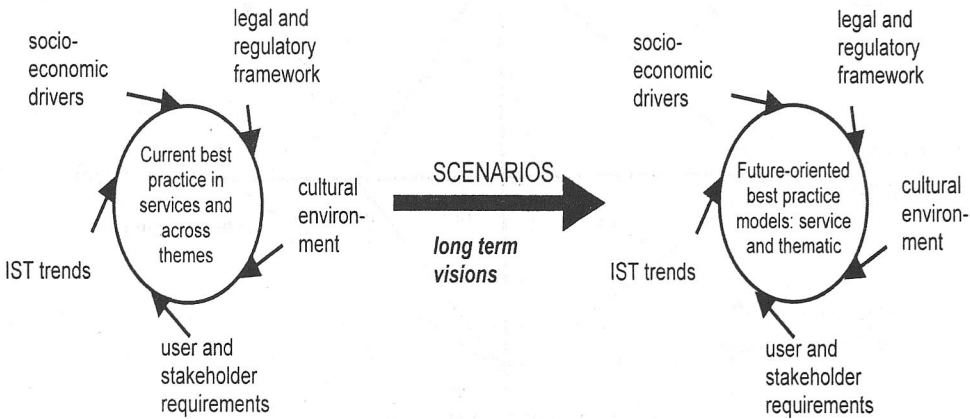 socio-
economic
drivers
legal and
regulatory
framework
Current best
practice in
services and
across
themes
cultural
environ-
ment
IST trends
user and
stakeholder
requirements
SCENARIOS
long term
visions
socio-
economic
drivers
legal and
regulatory
framework
Future-oriented
best practice
models: service
and thematic
cultural
environ-
ment
IST trends
user and
stakeholder
requirements